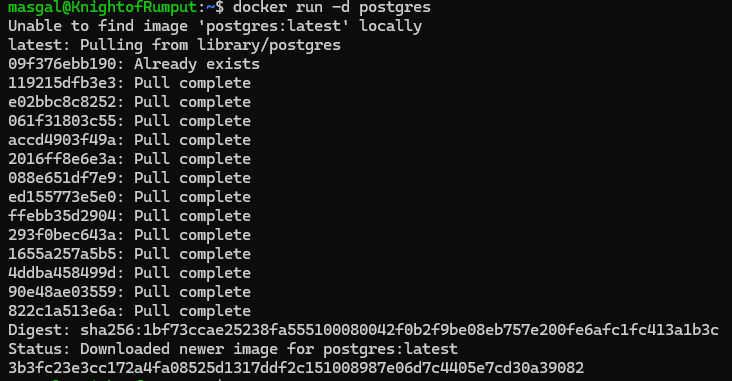 masgal@KnightofRumput:~$ docker run -d postgres
Unable to find image 'postgres:latest' locally
latest: Pulling from library/postgres
09f376ebb190: Already exists
119215dfb3e3: Pull complete
e02bbc8c8252: Pull complete
061f31803c55: Pull complete
accd4903f49a: Pull complete
2016ff8e6e3a: Pull complete
088e651df7e9: Pull complete
ed155773e5e0: Pull complete
ffebb35d2904: Pull complete
293f0bec643a: Pull complete
1655a257a5b5: Pull complete
4ddba458499d: Pull complete
90e48ae03559: Pull complete
822c1a513e6a: Pull complete
Digest: sha256:1bf73ccae25238fa555100080042f0b2f9be08eb757e200fe6afc1fc413a1b3c
Status: Downloaded newer image for postgres:latest
3b3fc23e3cc172a4fa08525d1317ddf2c151008987e06d7c4405e7cd30a39082